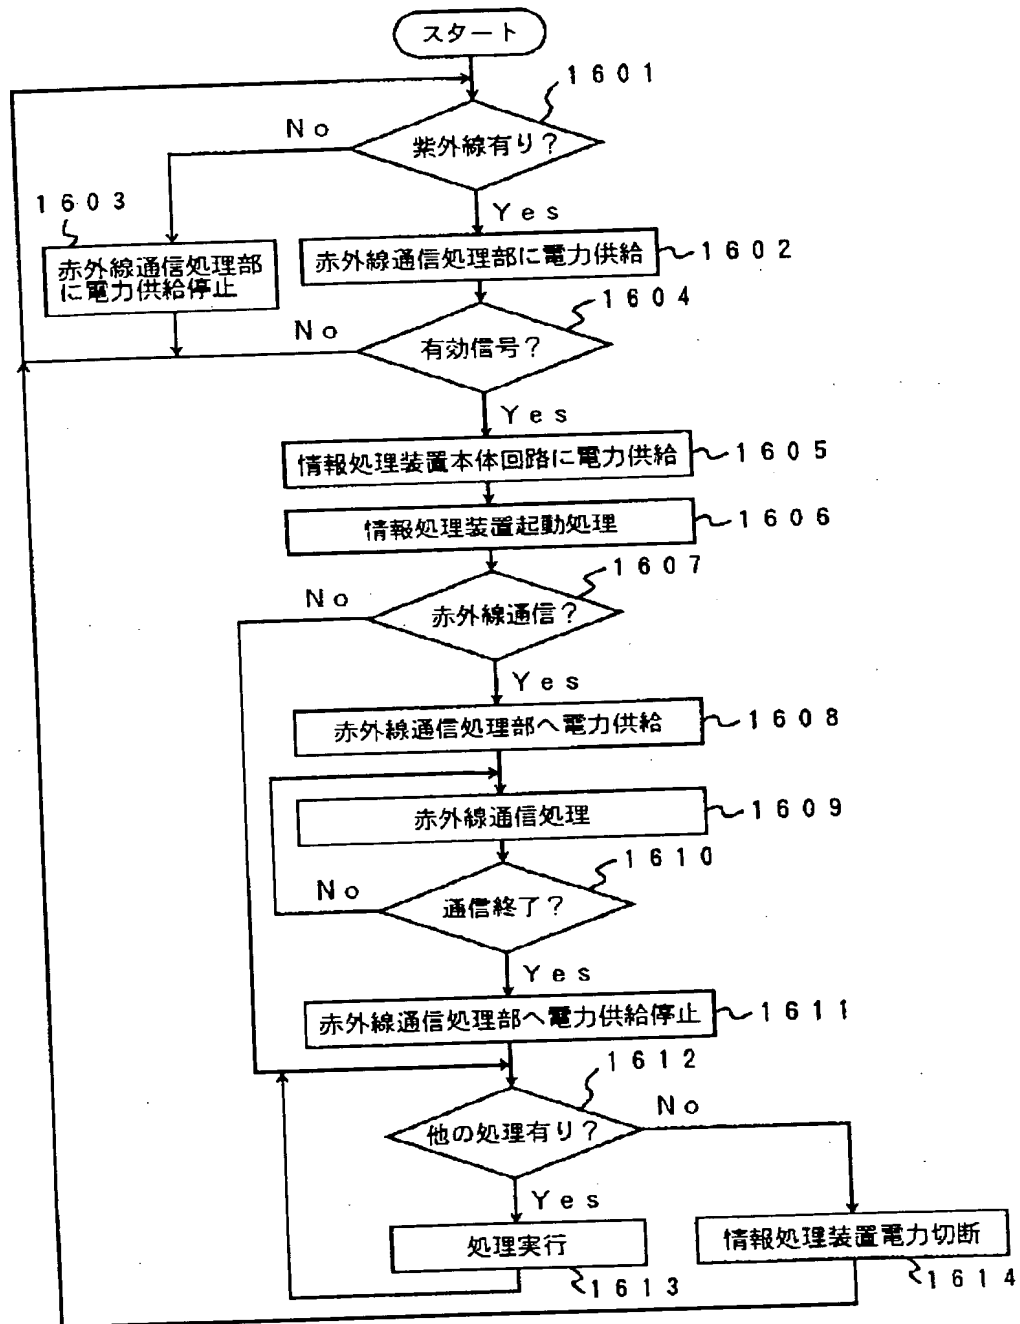 スタート
1601
紫外線有り?
No
Yes
1603
赤外線通信処理部
に電力供給停止
赤外線通信処理部に電力供給
1602
1604
有効信号?
No
Yes
情報処理装置本体回路に電力供給
1605
情報処理装置起動処理
1606
1607
赤外線通信?
No
Yes
赤外線通信処理部へ電力供給
1608
赤外線通信処理
1609
1610
通信終了?
No
Yes
赤外線通信処理部へ電力供給停止
1611
1612
他の処理有り?
No
Yes
処理実行
1613
情報処理装置電力切断
1614